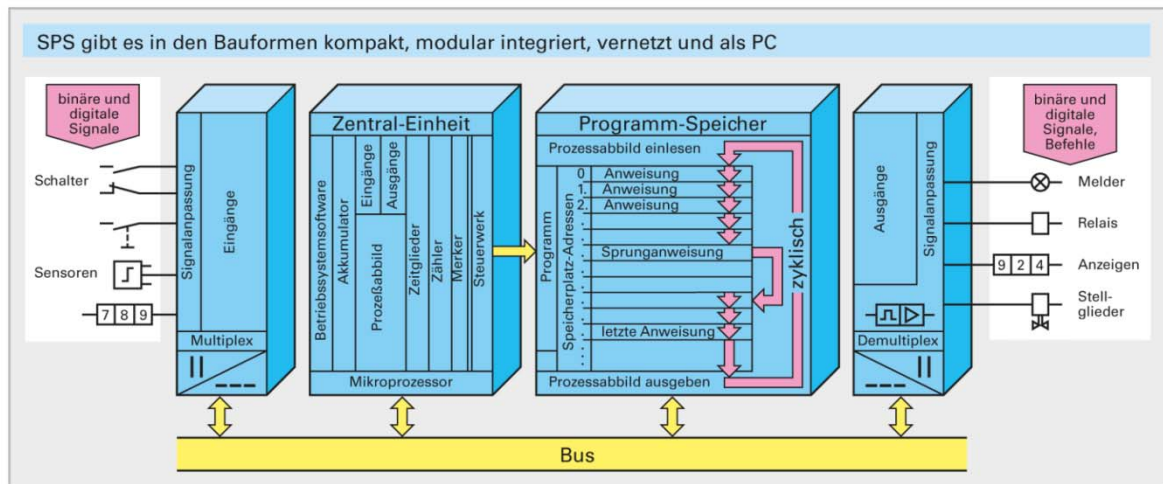 SPS gibt es in den Bauformen kompakt, modular integriert, vernetzt und als PC
binäre und
digitale
Signale
Schalter
Sensoren
7 8 9
Signalanpassung
Eingänge
Multiplex
Zentral-Einheit
Betriebssystemsoftware
Akkumulator
Eingänge
Ausgänge
Prozeßabbild
Zeitglieder
Zähler
Merker
Steuerwerk
Mikroprozessor
Programm-Speicher
Prozessabbild einlesen
Programm
Speicherplatz-Adressen
0. Anweisung
1. Anweisung
2. Anweisung
Sprunganweisung
letzte Anweisung
zyklisch
Prozessabbild ausgeben
Ausgänge
Signalanpassung
Demultiplex
binäre und
digitale
Signale,
Befehle
Melder
Relais
9 2 4 Anzeigen
Stell-
glieder
Bus